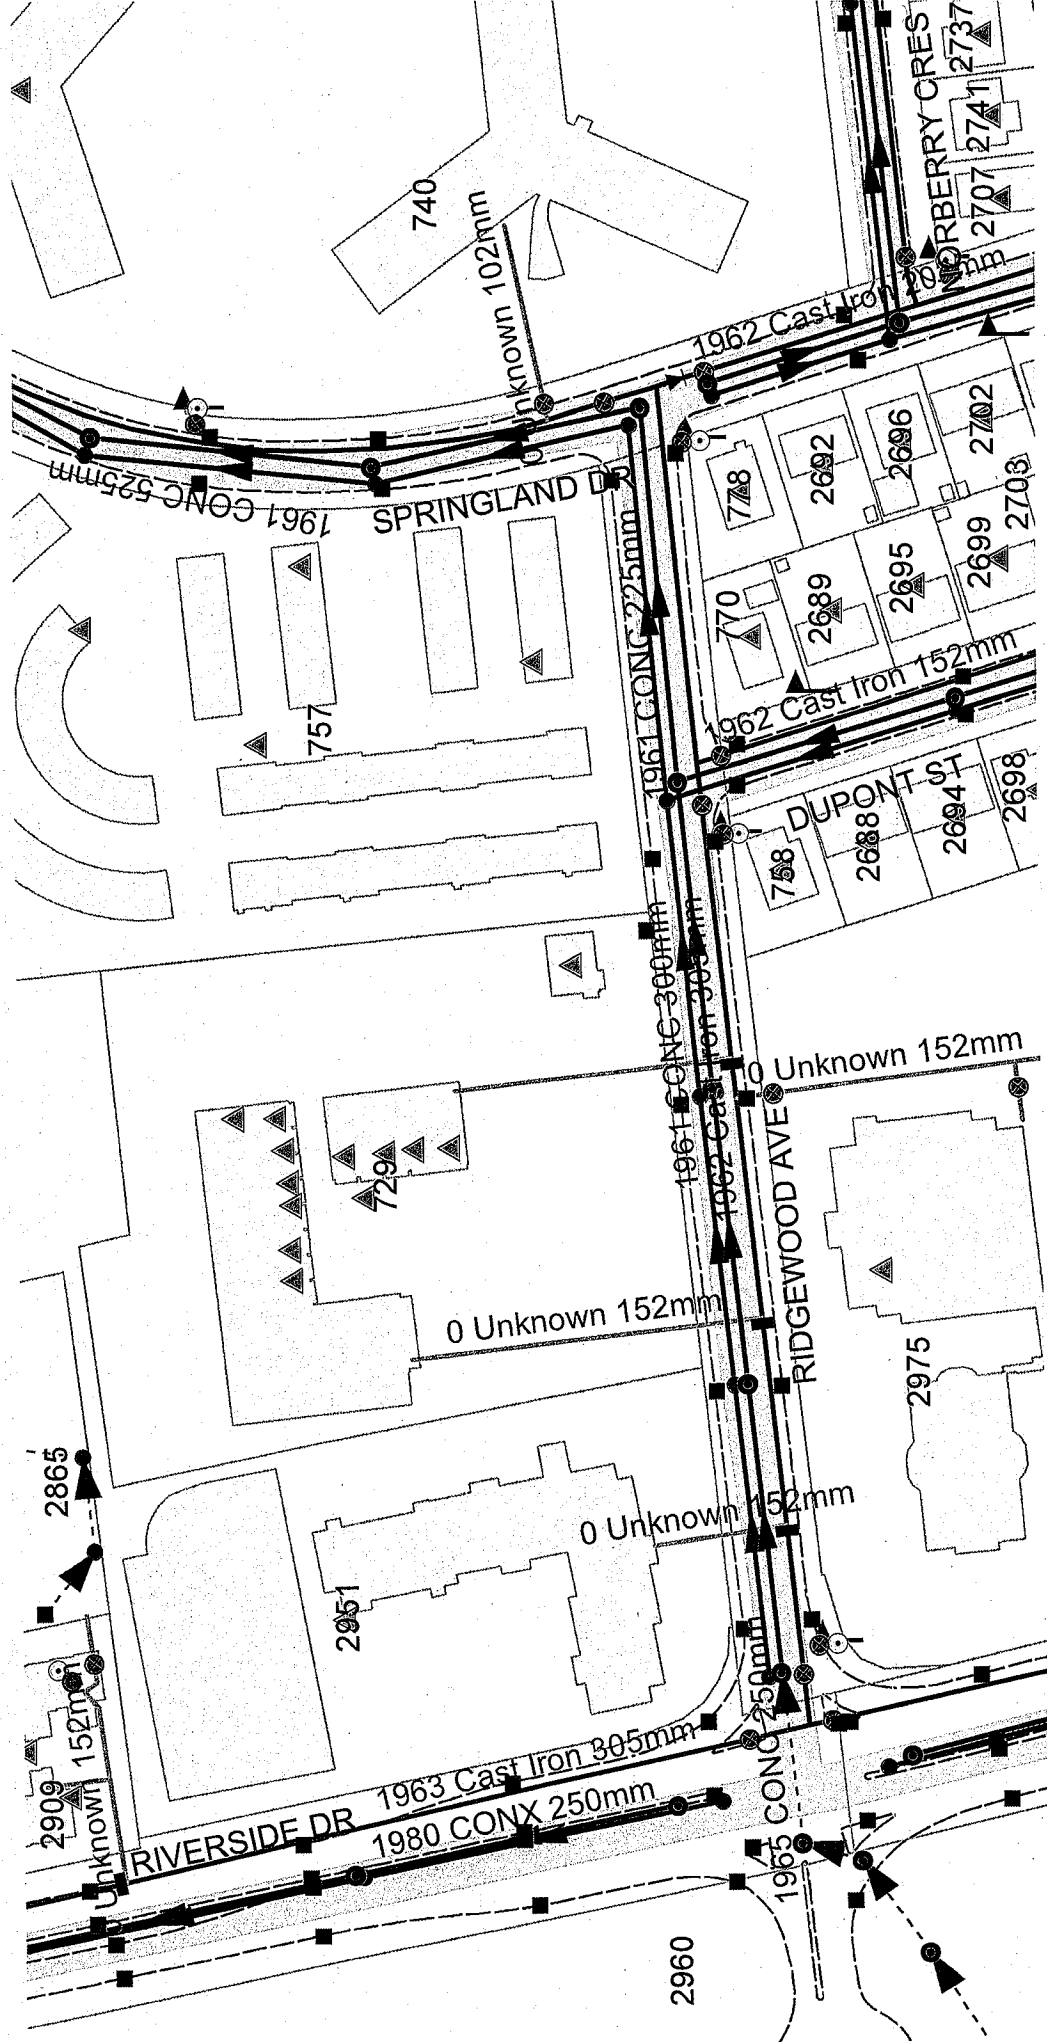 2737
NORBERRY CRES
2741
2707
740
Unknown 102mm
1962 Cast Iron 203mm
1961 CONC 525mm
SPRINGLAND DR
778
2692
2696
2702
2703
2699
2695
2689
770
1961 CONC 225mm
757
1962 Cast Iron 152mm
DUPONT ST
758
2688
2694
2698
1961 CONC 300mm
1962 Cast Iron 305mm
0 Unknown 152mm
729
RIDGEWOOD AVE
0 Unknown 152mm
2975
2865
0 Unknown 152mm
2951
2909
0 Unknown 152mm
1965 CONC 250mm
1963 Cast Iron 305mm
RIVERSIDE DR
1980 CONX 250mm
2960